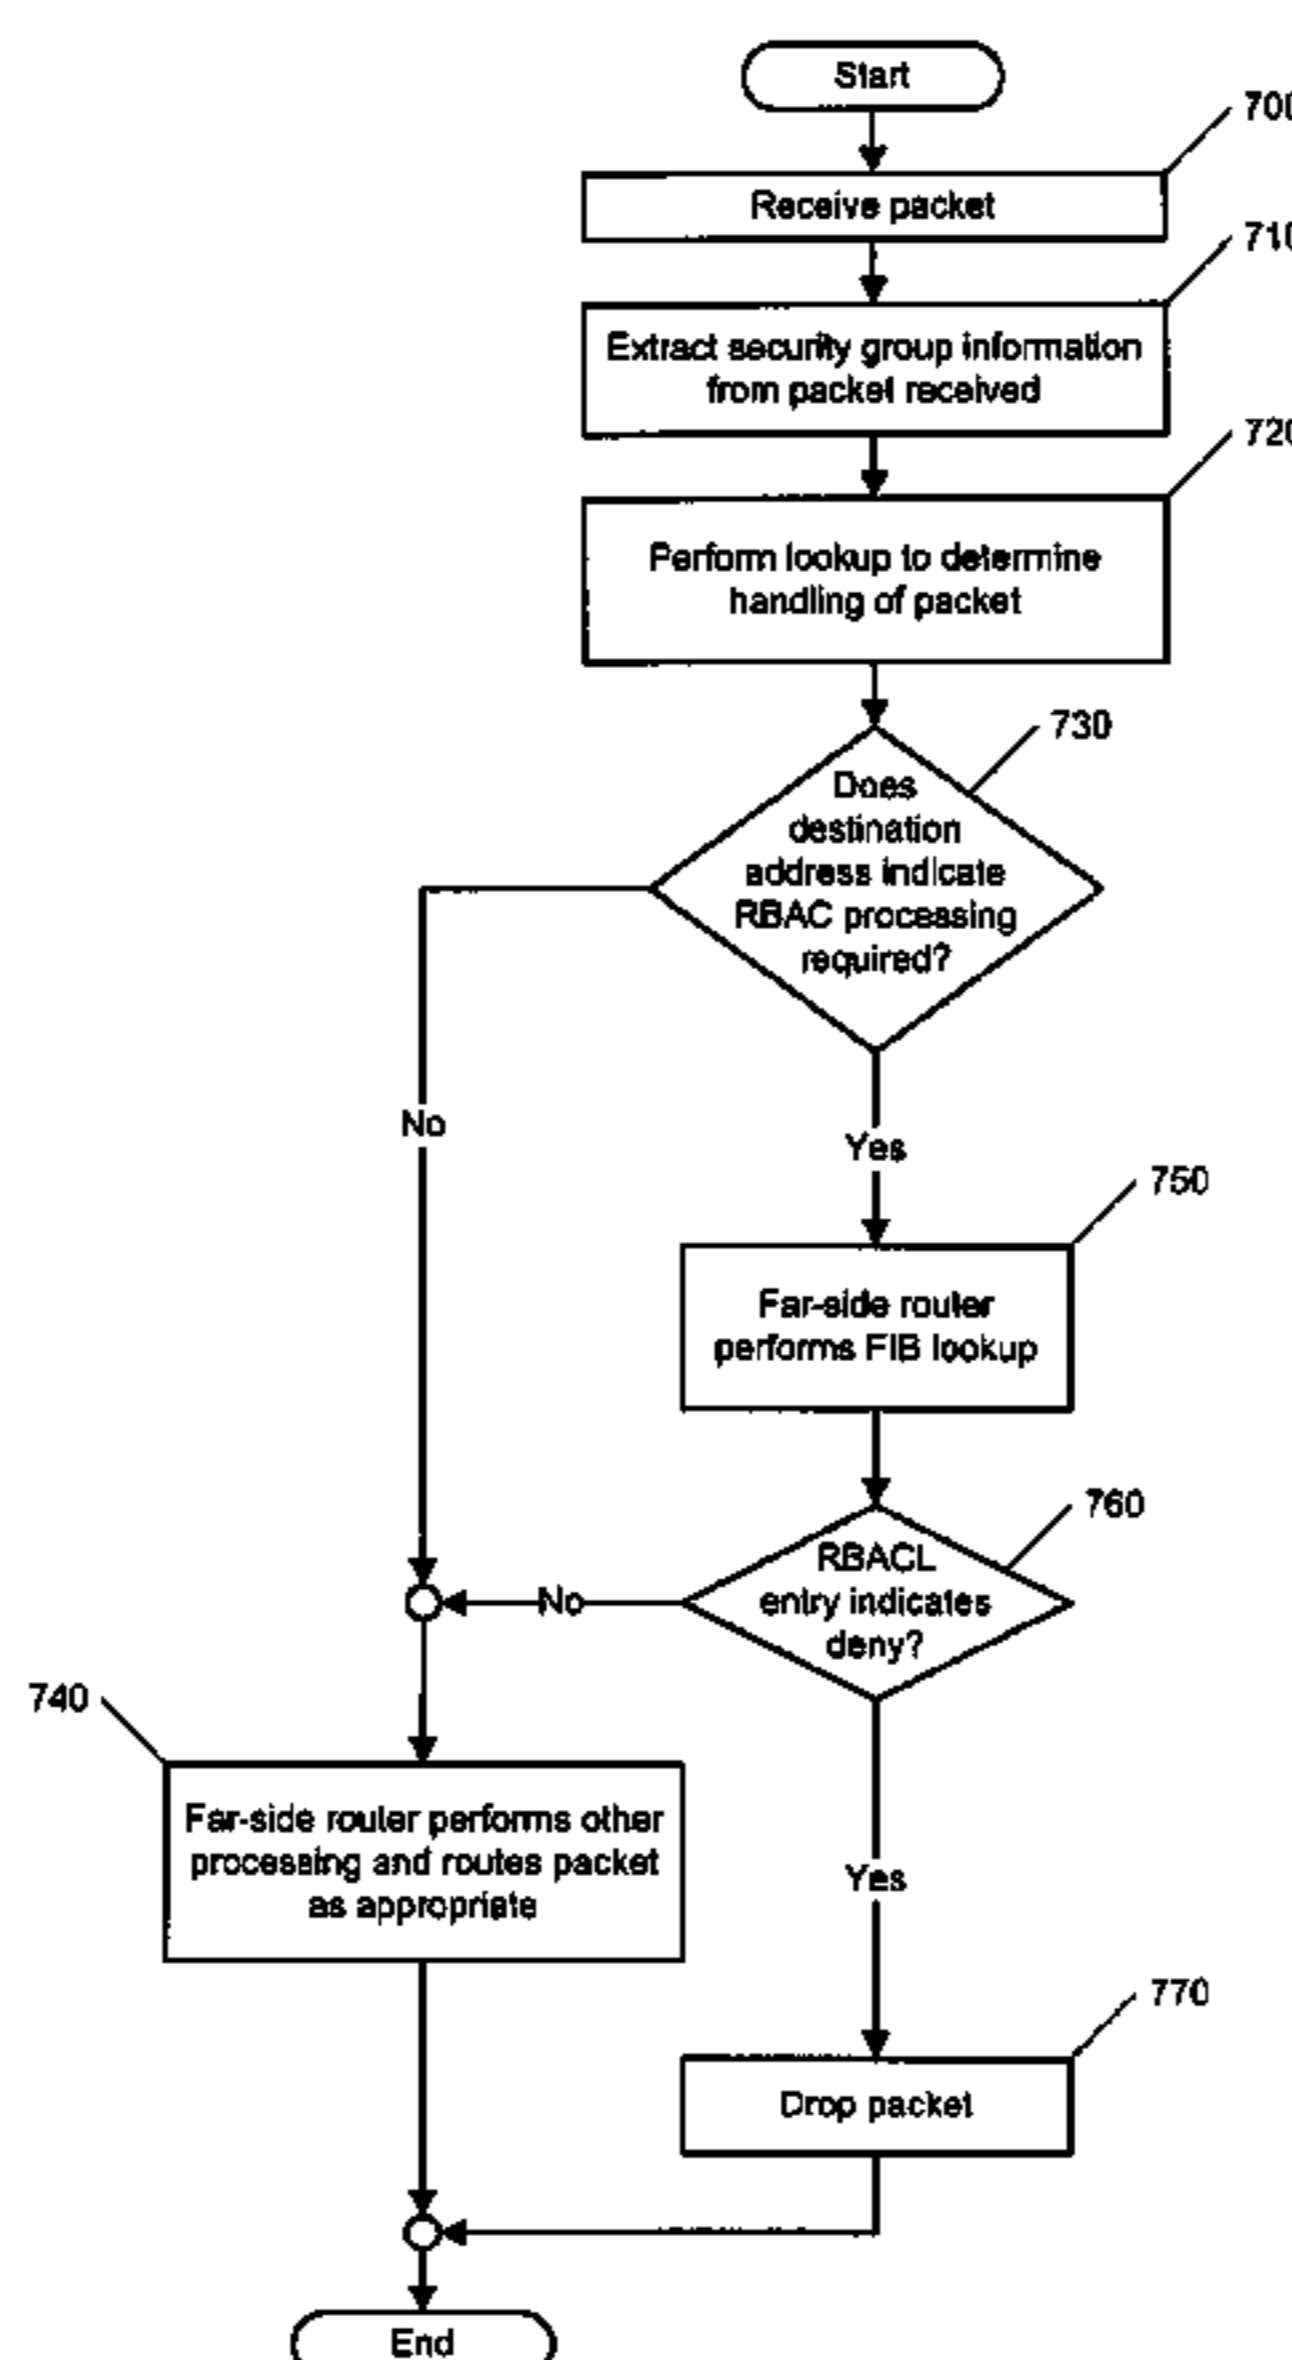 Start
700
Receive packet
710
Extract security group information
from packet received
720
Perform lookup to determine
handling of packet
730
Does
destination
address indicate
RBAC processing
required?
No
Yes
750
Far-side router
performs FIB lookup
760
RBACL
entry indicates
deny?
No
740
Far-side router performs other
processing and routes packet
as appropriate
Yes
770
Drop packet
End